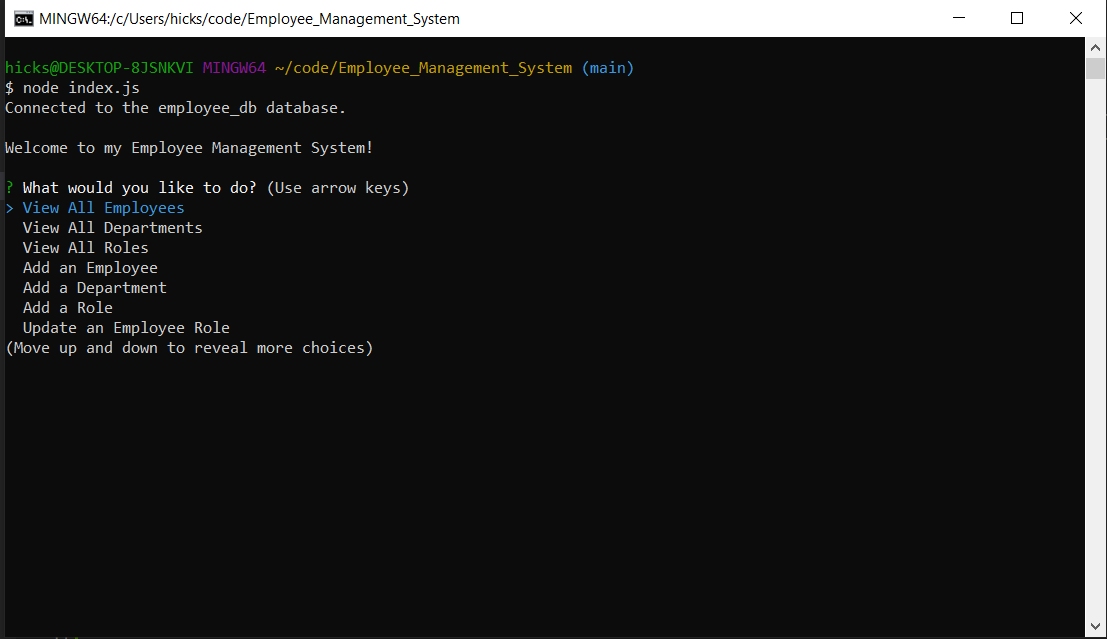 MINGW64:/c/Users/hicks/code/Employee_Management_System
hicks@DESKTOP-8JSNKVI MINGW64 ~/code/Employee_Management_System (main)
$ node index.js
Connected to the employee_db database.
Welcome to my Employee Management System!
? What would you like to do? (Use arrow keys)
> View All Employees
View All Departments
View All Roles
Add an Employee
Add a Department
Add a Role
Update an Employee Role
(Move up and down to reveal more choices)